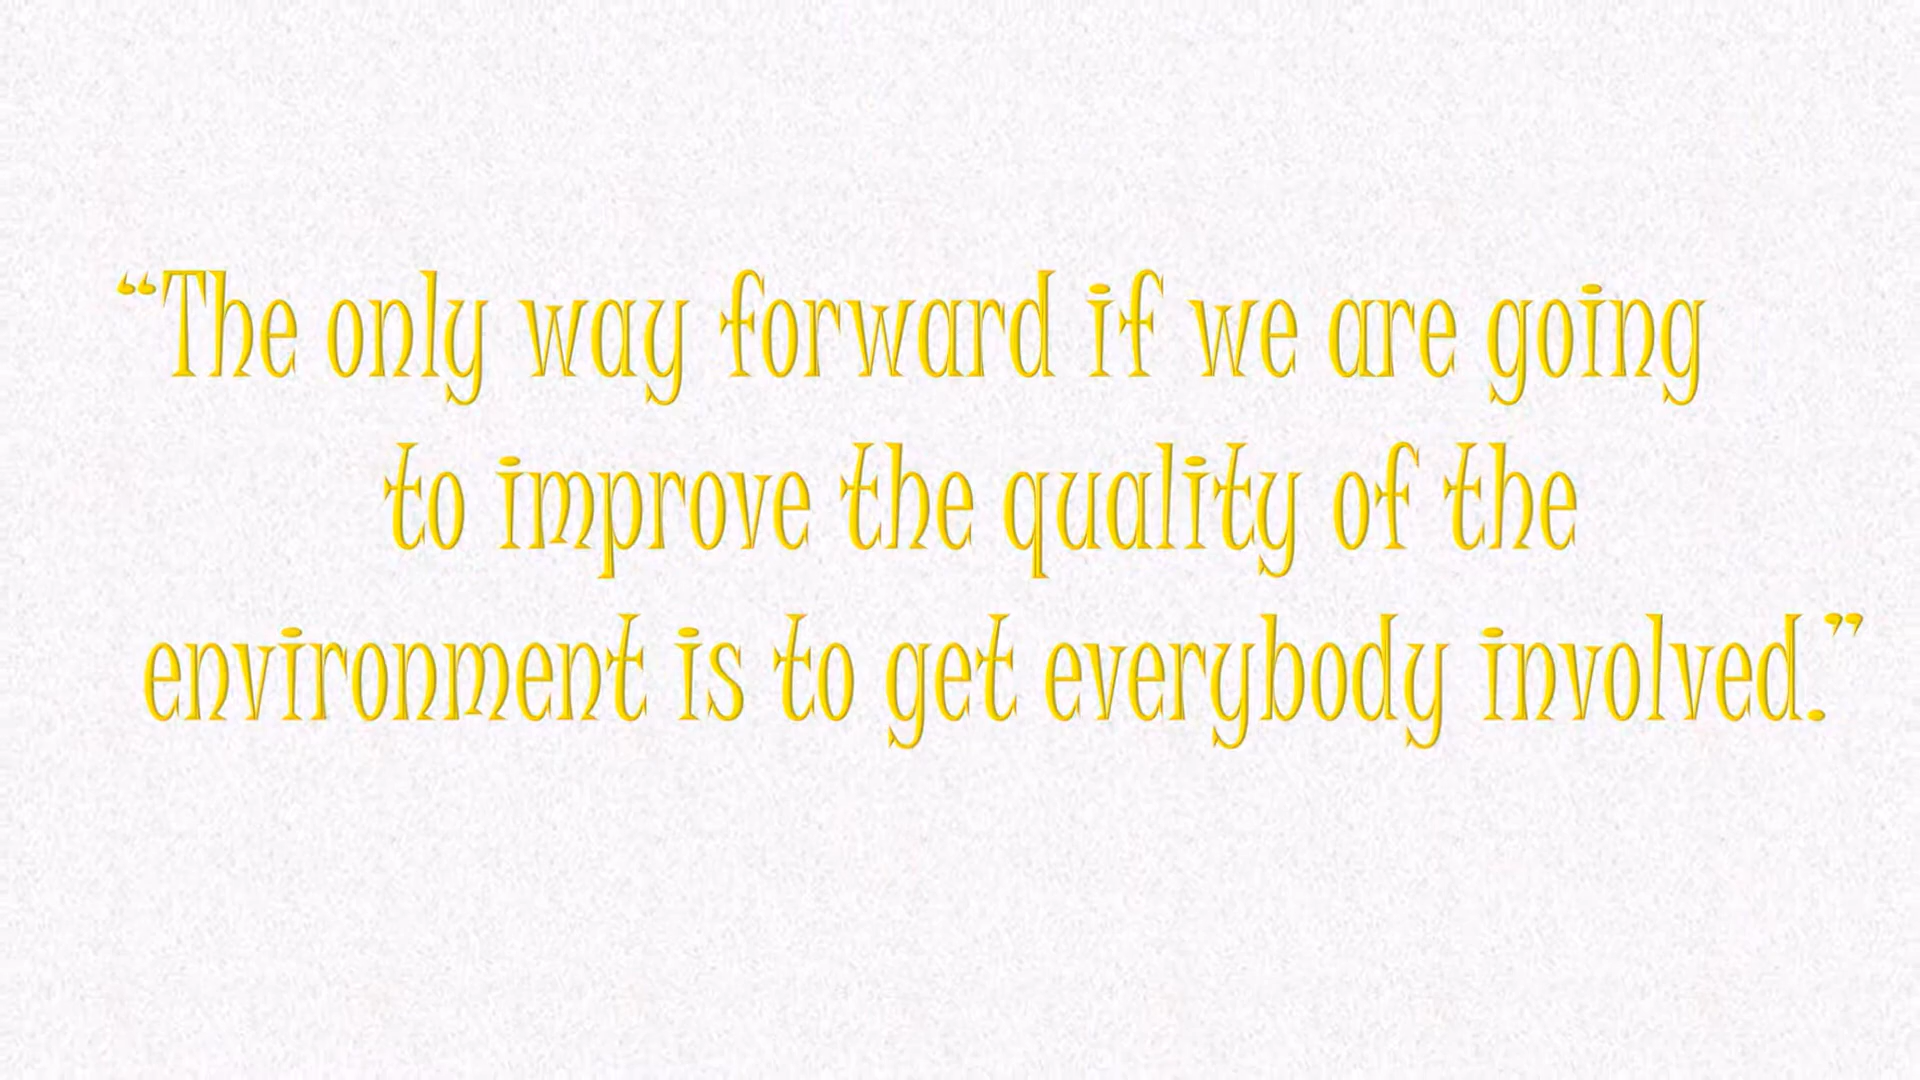 “The only way forward if we are going
to improve the quality of the
environment is to get everybody involved.”